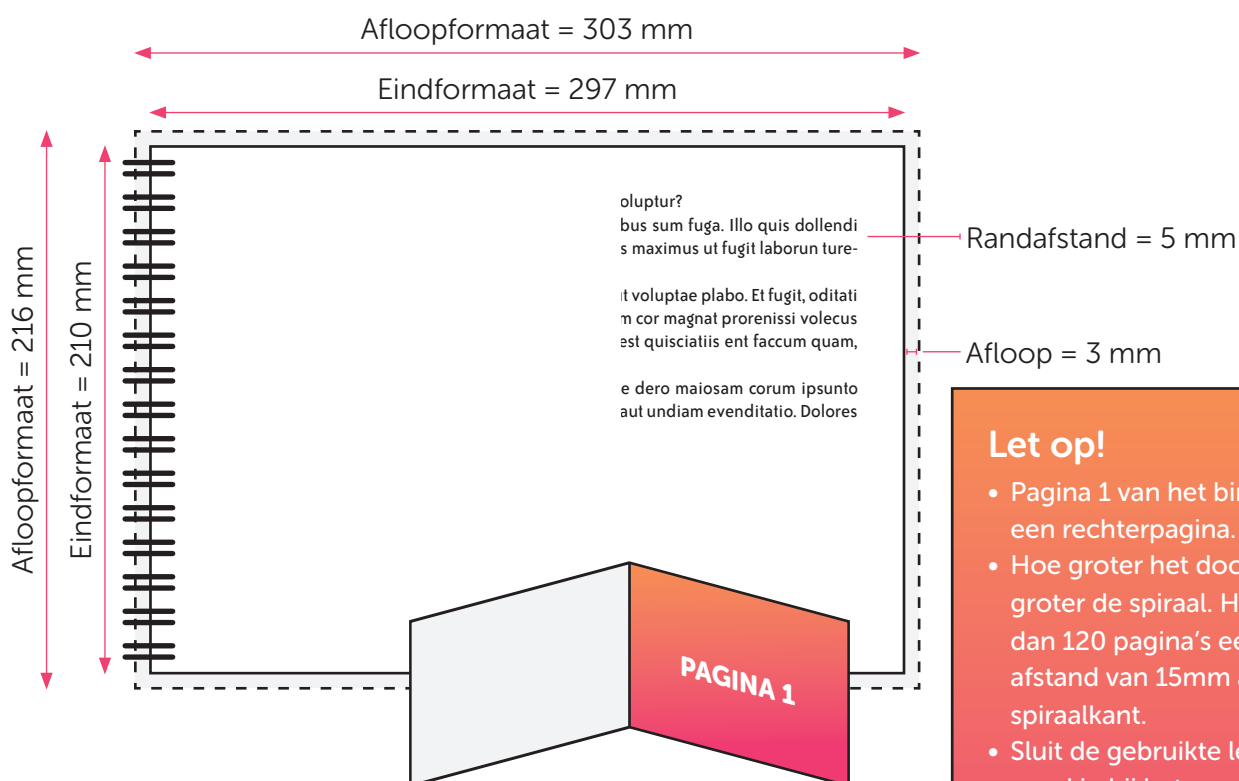 Afloopformaat = 303 mm
Eindformaat = 297 mm
Afloopformaat = 216 mm
Eindformaat = 210 mm
oluptur?
bus sum fuga. Illo quis dollendi
s maximus ut fugit laborun ture-
t voluptae plabo. Et fugit, oditati
m cor magnat prorenissi volecus
est quisciatiis ent faccum quam,
e dero maiosam corum ipsunto
aut undiam evenditatio. Dolores
Randafstand = 5 mm
Afloop = 3 mm
PAGINA 1
Let op!
• Pagina 1 van het bin
een rechterpagina.
• Hoe groter het doo
groter de spiraal. H
dan 120 pagina's ee
afstand van 15mm a
spiraalkant.
• Sluit de gebruikte le